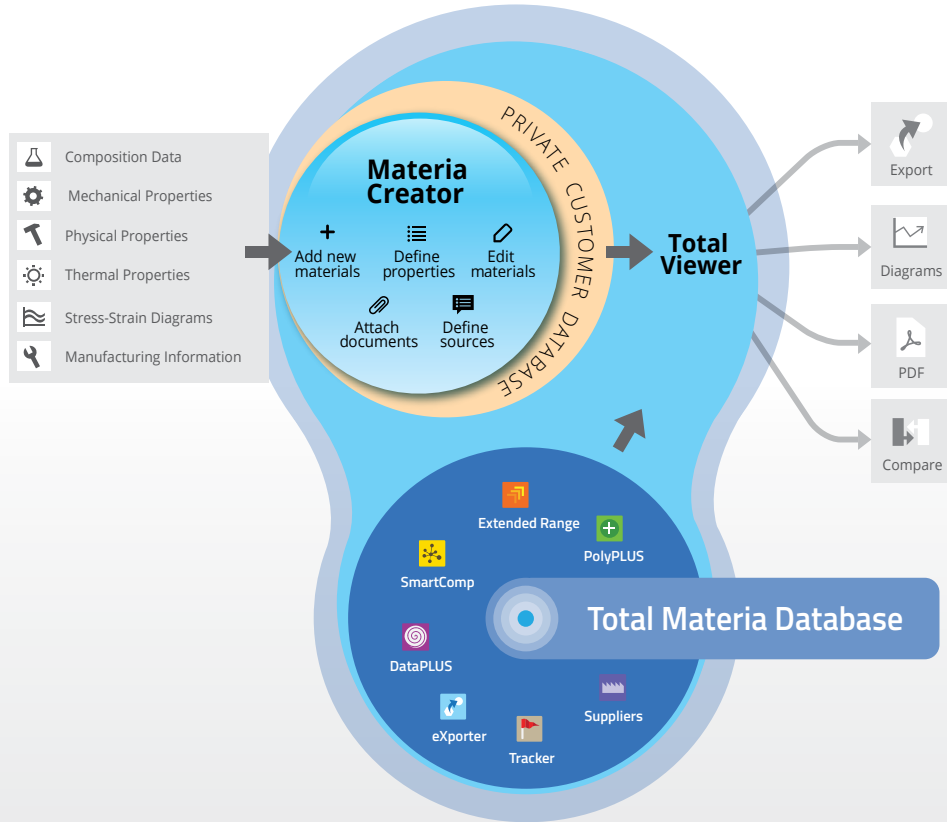 Composition Data
Mechanical Properties
Physical Properties
Thermal Properties
Stress-Strain Diagrams
Manufacturing Information
Materia
Creator
Add new
materials
Define
properties
Edit
materials
Attach
documents
Define
sources
PRIVATE CUSTOMER DATABASE
Total
Viewer
Export
Diagrams
PDF
Compare
Extended Range
PolyPLUS
SmartComp
Total Materia Database
DataPLUS
Suppliers
eXporter
Tracker